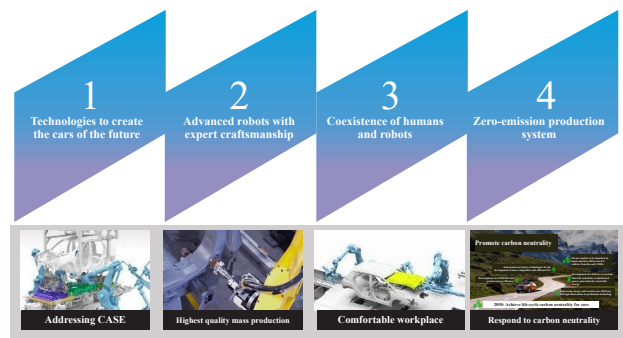 1
Technologies to create
the cars of the future
2
Advanced robots with
expert craftsmanship
3
Coexistence of humans
and robots
4
Zero-emission production
system
Addressing CASE
Highest quality mass production
Comfortable workplace
Promote carbon neutrality
2050: Achieve lifecycle carbon neutrality for cars
Respond to carbon neutrality